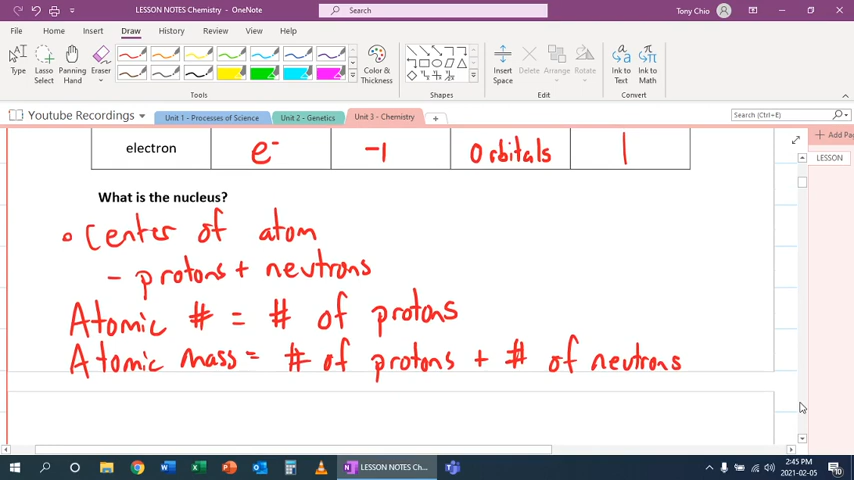 LESSON NOTES Chemistry - OneNote
Search
Tony Chio
File Home Insert Draw History Review View Help
Type
Lasso Select
Panning Hand
Eraser
Color & Thickness
Insert Space
Delete
Arrange
Rotate
Ink to Text
Ink to Math
Tools
Shapes
Edit
Convert
Youtube Recordings
Unit 1 - Processes of Science
Unit 2 - Genetics
Unit 3 - Chemistry
Search (Ctrl+E)
Add Pa
LESSON
electron e- -1 Orbitals 1
What is the nucleus?
• Center of atom
- protons + neutrons
Atomic # = # of protons
Atomic mass = # of protons + # of neutrons
LESSON NOTES Ch...
2:45 PM
2021-02-05
10